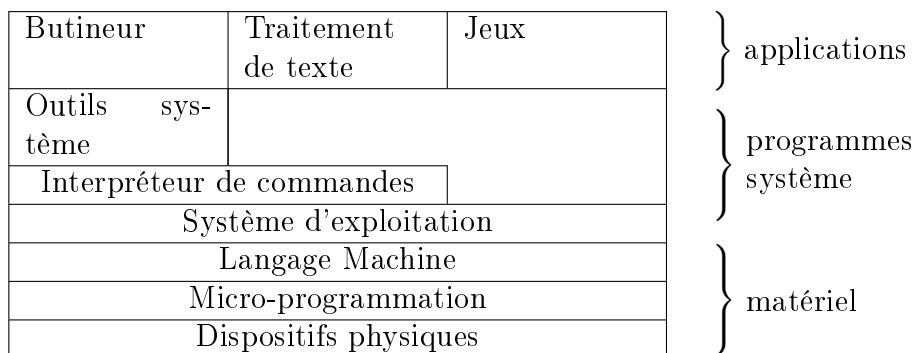 Butineur
Traitement
de texte
Jeux
applications
Outils sys-
tème
Interpréteur de commandes
programmes
système
Système d'exploitation
Langage Machine
Micro-programmation
matériel
Dispositifs physiques